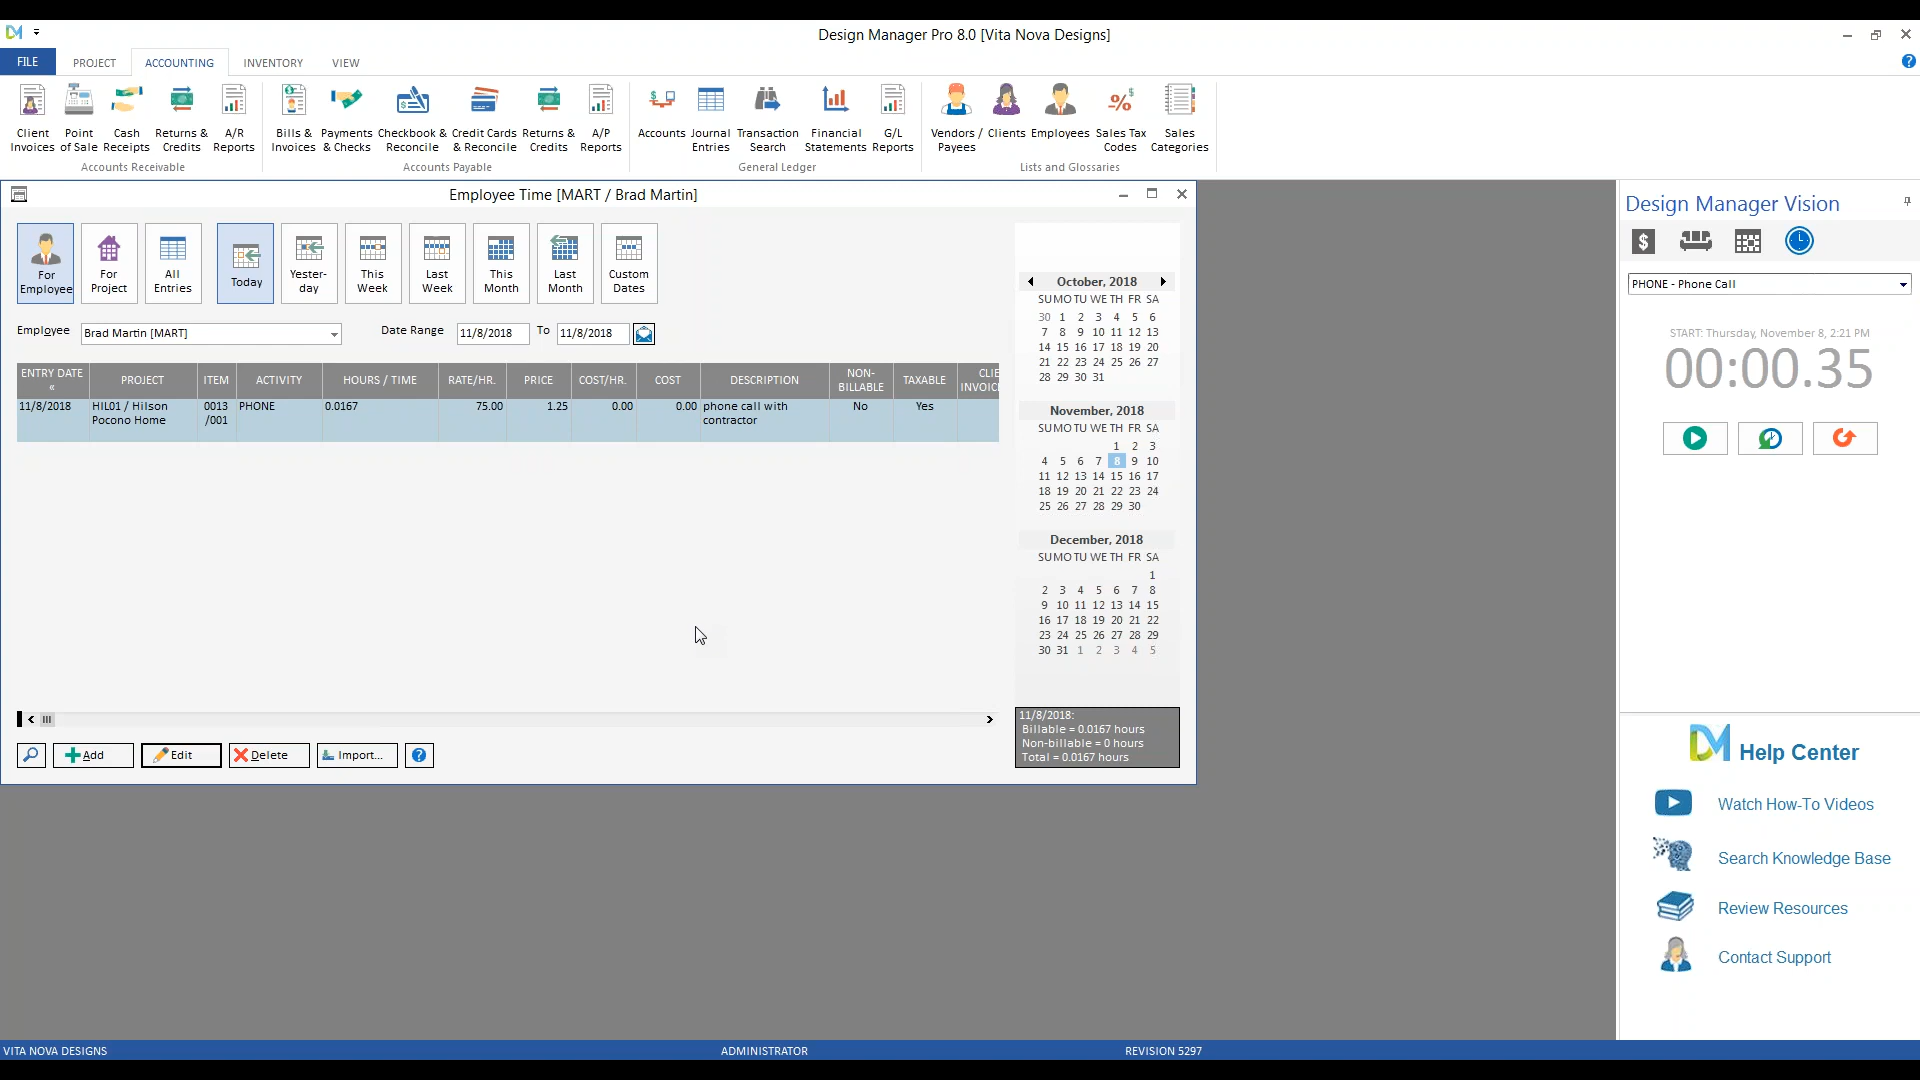 Design Manager Pro 8.0 [Vita Nova Designs]
FILE
PROJECT
ACCOUNTING
INVENTORY
VIEW
Client Invoices
Point of Sale
Cash Receipts
Returns & Credits
A/R Reports
Bills & Invoices
Payments & Checks
Checkbook & Reconcile
Credit Cards & Reconcile
Returns & Credits
A/P Reports
Accounts
Journal Entries
Transaction Search
Financial Statements
G/L Reports
Vendors / Payees
Clients
Employees
Sales Tax Codes
Sales Categories
Accounts Receivable
Accounts Payable
General Ledger
Lists and Glossaries
Employee Time [MART / Brad Martin]
For Employee
For Project
All Entries
Today
Yester-day
This Week
Last Week
This Month
Last Month
Custom Dates
Employee
Brad Martin [MART]
Date Range
11/8/2018
To
11/8/2018
ENTRY DATE «
PROJECT
ITEM
ACTIVITY
HOURS / TIME
RATE/HR.
PRICE
COST/HR.
COST
DESCRIPTION
NON-BILLABLE
TAXABLE
CLIE
INVOIC
11/8/2018
HIL01 / Hilson Pocono Home
0013 /001
PHONE
0.0167
75.00
1.25
0.00
0.00
phone call with contractor
No
Yes
October, 2018
SU MO TU WE TH FR SA
30 1 2 3 4 5 6
7 8 9 10 11 12 13
14 15 16 17 18 19 20
21 22 23 24 25 26 27
28 29 30 31
November, 2018
SU MO TU WE TH FR SA
1 2 3
4 5 6 7 8 9 10
11 12 13 14 15 16 17
18 19 20 21 22 23 24
25 26 27 28 29 30
December, 2018
SU MO TU WE TH FR SA
1
2 3 4 5 6 7 8
9 10 11 12 13 14 15
16 17 18 19 20 21 22
23 24 25 26 27 28 29
30 31 1 2 3 4 5
11/8/2018:
Billable = 0.0167 hours
Non-billable = 0 hours
Total = 0.0167 hours
Add
Edit
Delete
Import...
Design Manager Vision
PHONE - Phone Call
START: Thursday, November 8, 2:21 PM
00:00.35
DM Help Center
Watch How-To Videos
Search Knowledge Base
Review Resources
Contact Support
VITA NOVA DESIGNS
ADMINISTRATOR
REVISION 5297